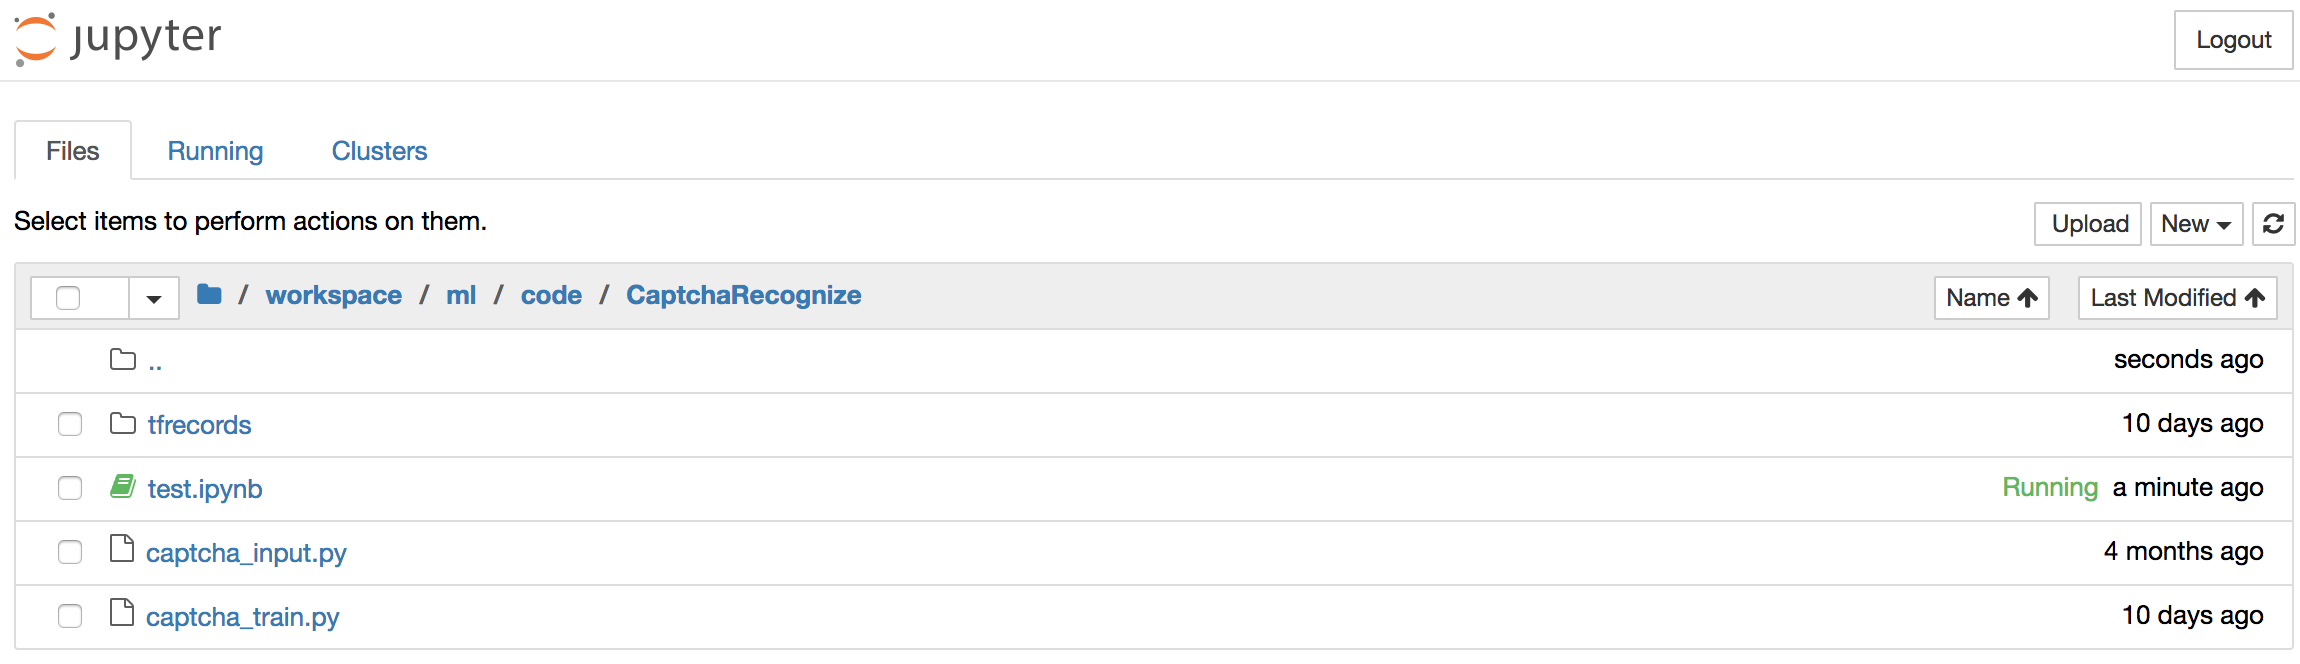 jupyter Logout
Files Running Clusters
Select items to perform actions on them. Upload New
/ workspace / ml / code / CaptchaRecognize Name Last Modified
.. seconds ago
tfrecords 10 days ago
test.ipynb Running a minute ago
captcha_input.py 4 months ago
captcha_train.py 10 days ago